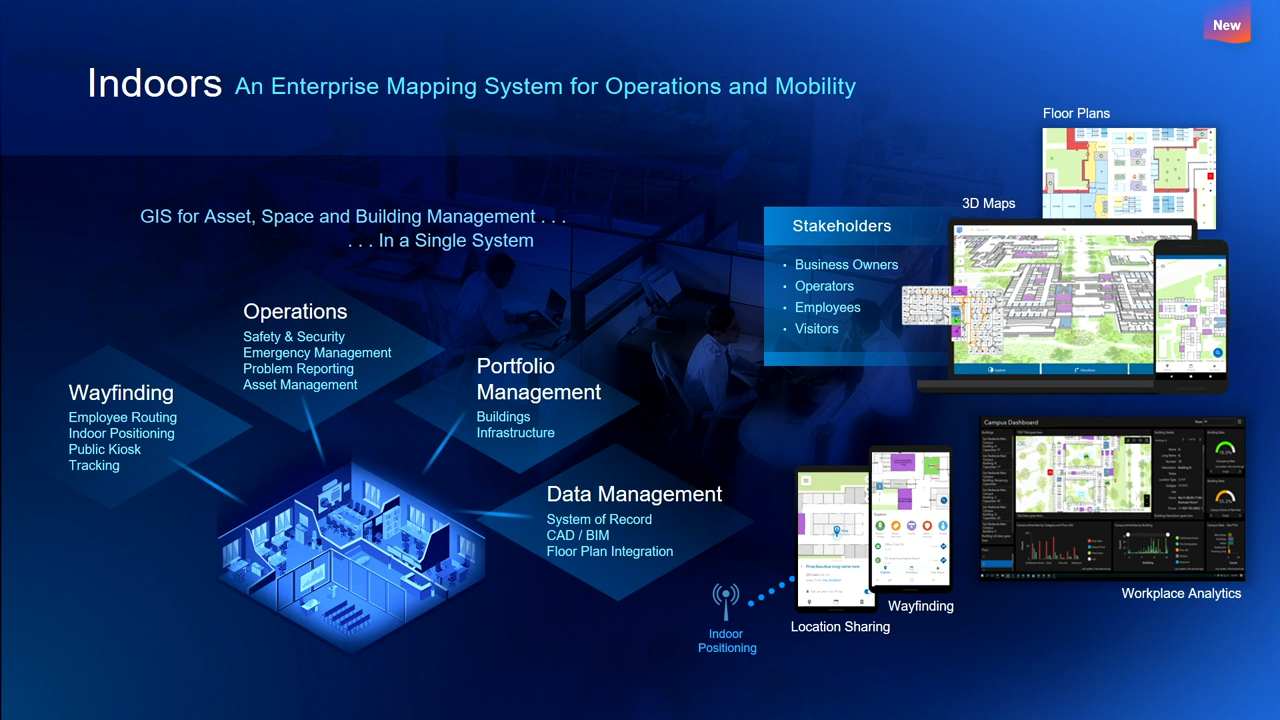 New
Indoors An Enterprise Mapping System for Operations and Mobility
Floor Plans
3D Maps
GIS for Asset, Space and Building Management . . .
. . . In a Single System
Stakeholders
• Business Owners
• Operators
• Employees
• Visitors
Operations
Safety & Security
Emergency Management
Problem Reporting
Asset Management
Portfolio
Management
Buildings
Infrastructure
Wayfinding
Employee Routing
Indoor Positioning
Public Kiosk
Tracking
Data Management
System of Record
CAD / BIM
Floor Plan Integration
Campus Dashboard
Workplace Analytics
Wayfinding
Location Sharing
Indoor
Positioning